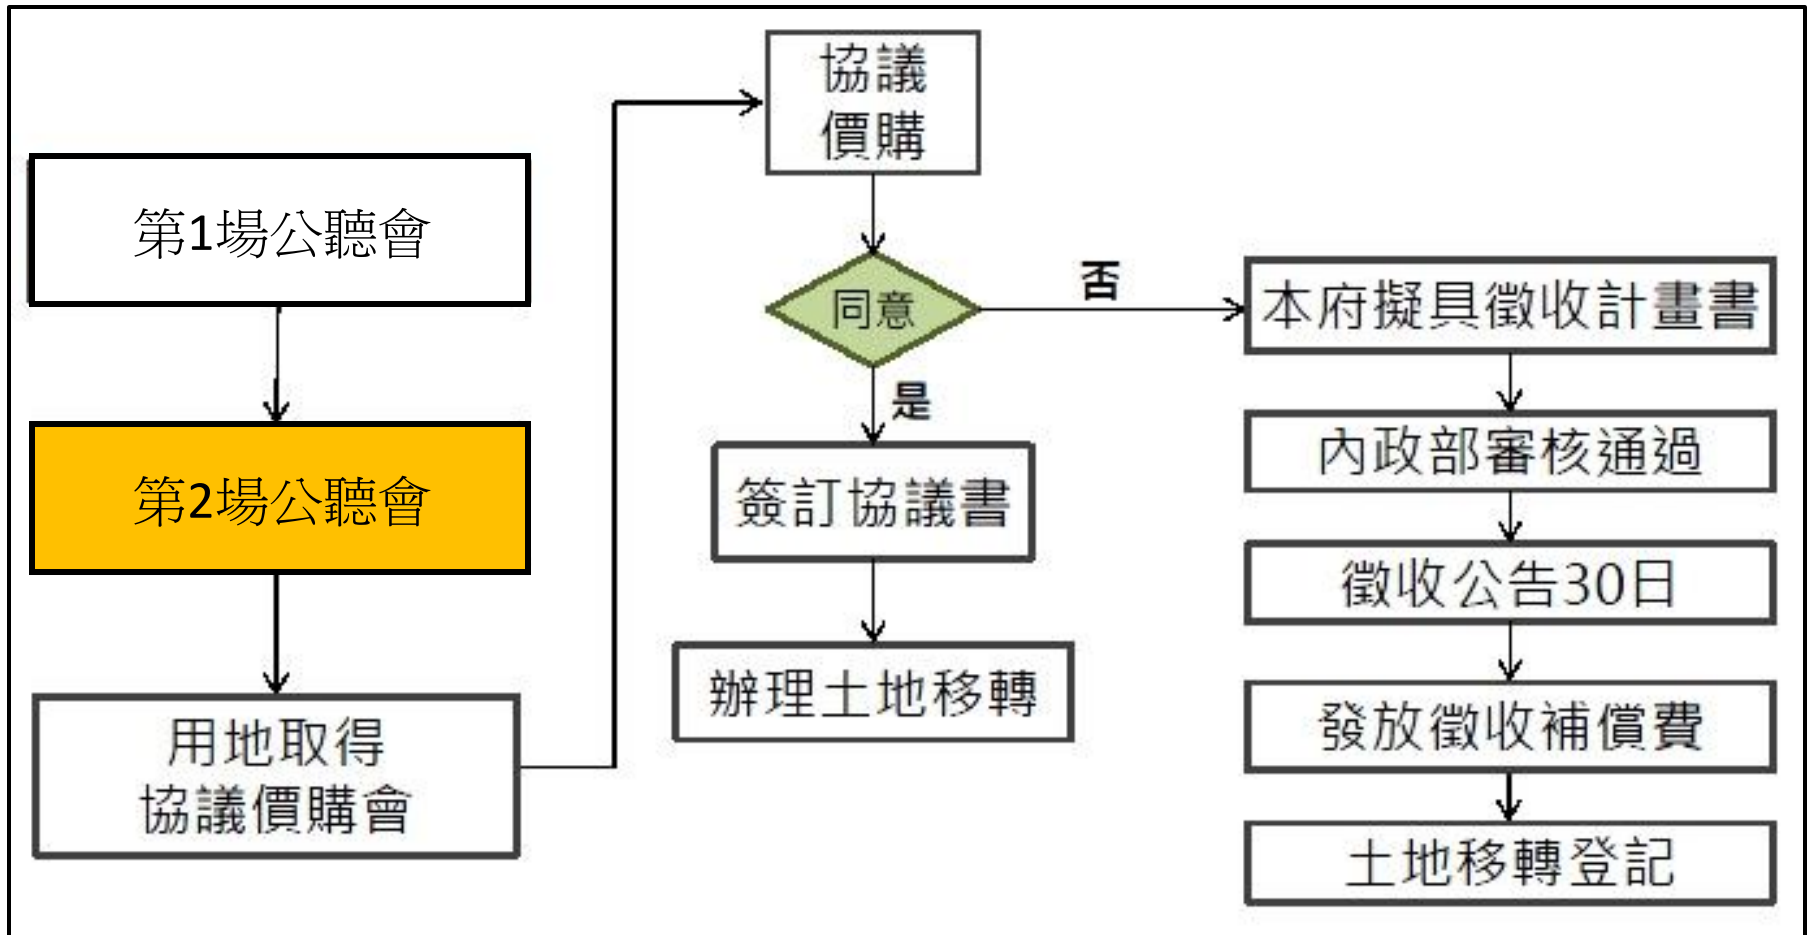 第1場公聽會
第2場公聽會
用地取得
協議價購會
協議
價購
同意
是
簽訂協議書
辦理土地移轉
否
本府擬具徵收計畫書
內政部審核通過
徵收公告30日
發放徵收補償費
土地移轉登記